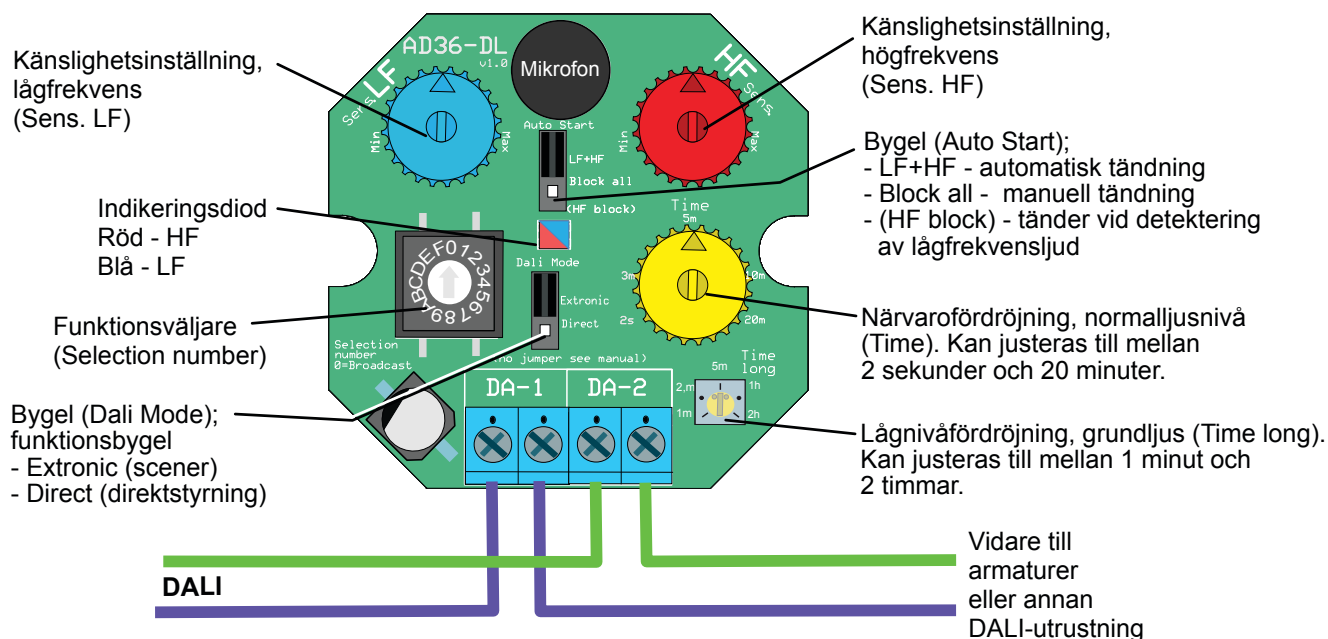 Känslighetsinställning,
lågfrekvens
(Sens. LF)
Indikeringsdiod
Röd - HF
Blå - LF
Funktionsväljare
(Selection number)
Bygel (Dali Mode);
funktionsbygel
- Extronic (scener)
- Direct (direktstyrning)
DALI
AD36-DL
v1.0
Mikrofon
Sens. LF
Min
Max
HF Sens.
Min
Max
Auto Start
LF+HF
Block all
(HF block)
Time
5m
3m
10m
2s
20m
0123456789ABCDEF
Dali Mode
Extronic
Direct
(no jumper see manual)
Selection
number
0=Broadcast
DA-1
DA-2
Time
long
5m
2,m
1h
1m
2h
Känslighetsinställning,
högfrekvens
(Sens. HF)
Bygel (Auto Start);
- LF+HF - automatisk tändning
- Block all - manuell tändning
- (HF block) - tänder vid detektering
av lågfrekvensljud
Närvarofördröjning, normalljusnivå
(Time). Kan justeras till mellan
2 sekunder och 20 minuter.
Lågnivåfördröjning, grundljus (Time long).
Kan justeras till mellan 1 minut och
2 timmar.
Vidare till
armaturer
eller annan
DALI-utrustning